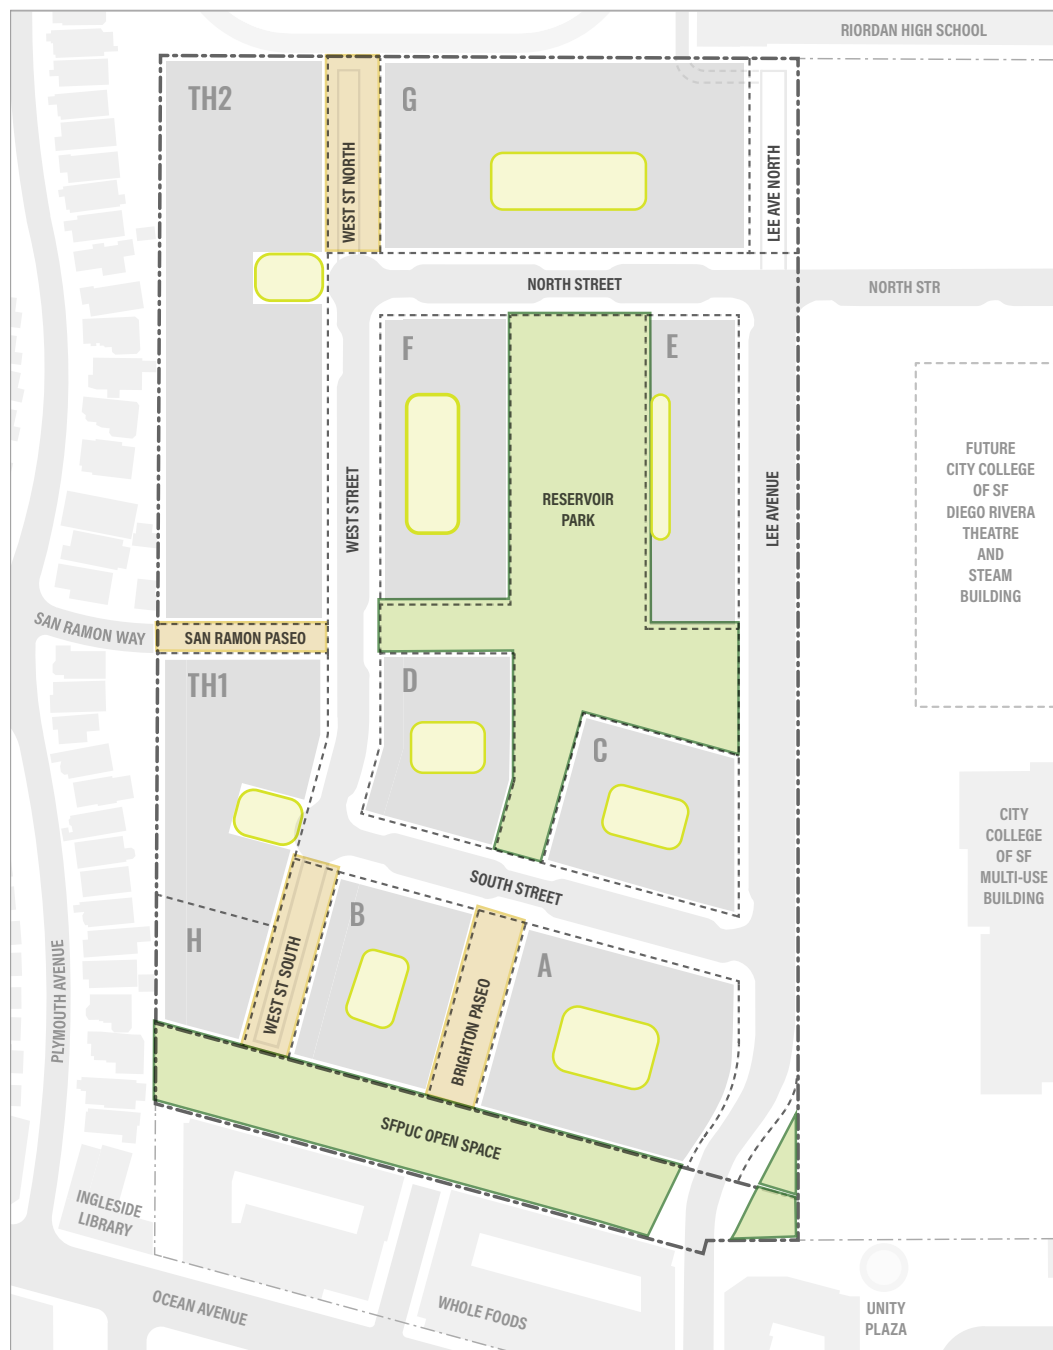 RIORDAN HIGH SCHOOL
TH2
G
WEST ST NORTH
LEE AVE NORTH
NORTH STREET
NORTH STR
F
E
RESERVOIR
PARK
WEST STREET
LEE AVENUE
FUTURE
CITY COLLEGE
OF SF
DIEGO RIVERA
THEATRE
AND
STEAM
BUILDING
SAN RAMON WAY
SAN RAMON PASEO
TH1
D
C
CITY
COLLEGE
OF SF
MULTI-USE
BUILDING
SOUTH STREET
B
A
H
WEST ST SOUTH
BRIGHTON PASEO
PLYMOUTH AVENUE
SFPUC OPEN SPACE
INGLESIDE
LIBRARY
OCEAN AVENUE
WHOLE FOODS
UNITY
PLAZA